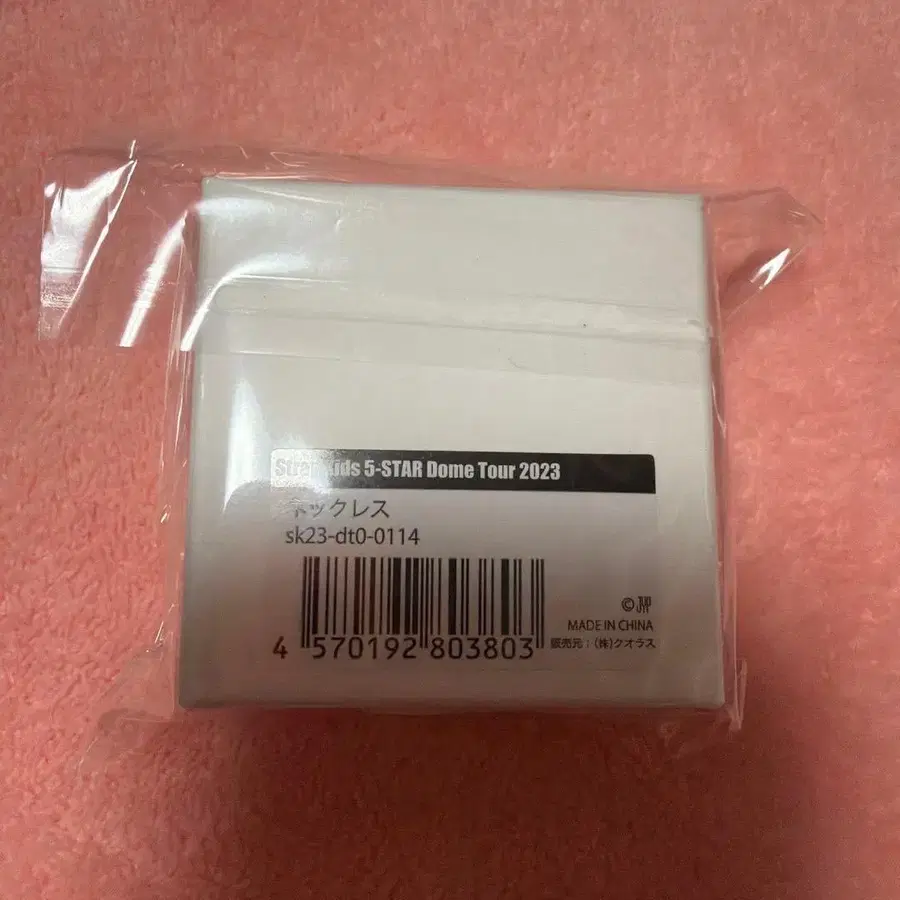 Stray Kids 5-STAR Dome Tour 2023
ネックレス
sk23-dt0-0114
4 570192 803803
© JYP
MADE IN CHINA
販売元：(株)クオラス